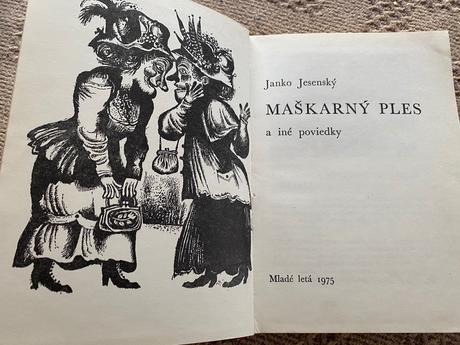 Janko Jesenský
MAŠKARNÝ PLES
a iné poviedky
Mladé letá 1975